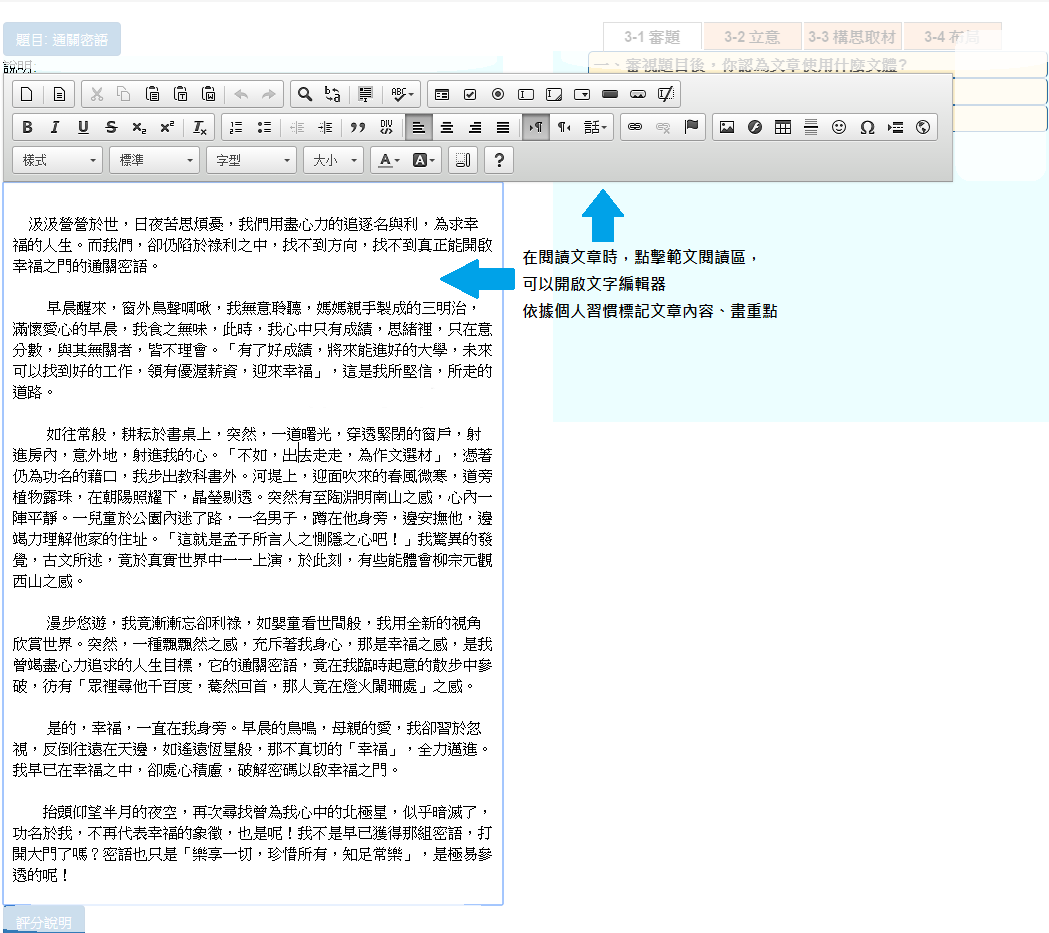 題目: 通關密語
說明:
3-1 審題
3-2 立意
3-3 構思取材
3-4 布局
一、審視題目後，你認為文章使用什麼文體?
樣式
標準
字型
大小
汲汲營營於世，日夜苦思煩憂，我們用盡心力的追逐名與利，為求幸
福的人生。而我們，卻仍陷於祿利之中，找不到方向，找不到真正能開啟
幸福之門的通關密語。
早晨醒來，窗外鳥聲啁啾，我無意聆聽，媽媽親手製成的三明治，
滿懷愛心的早晨，我食之無味，此時，我心中只有成績，思緒裡，只在意
分數，與其無關者，皆不理會。「有了好成績，將來能進好的大學，未來
可以找到好的工作，領有優渥薪資，迎來幸福」，這是我所堅信，所走的
道路。
如往常般，耕耘於書桌上，突然，一道曙光，穿透緊閉的窗戶，射
進房內，意外地，射進我的心。「不如，出去走走，為作文選材」，憑著
仍為功名的藉口，我步出教科書外。河堤上，迎面吹來的春風微寒，道旁
植物露珠，在朝陽照耀下，晶瑩剔透。突然有至陶淵明南山之感，心內一
陣平靜。一兒童於公園內迷了路，一名男子，蹲在他身旁，邊安撫他，邊
竭力理解他家的住址。「這就是孟子所言人之惻隱之心吧！」我驚異的發
覺，古文所述，竟於真實世界中一一上演，於此刻，有些能體會柳宗元觀
西山之感。
漫步悠遊，我竟漸漸忘卻利祿，如嬰童看世間般，我用全新的視角
欣賞世界。突然，一種飄飄然之感，充斥著我身心，那是幸福之感，是我
曾竭盡心力追求的人生目標，它的通關密語，竟在我臨時起意的散步中參
破，彷有「眾裡尋他千百度，驀然回首，那人竟在燈火闌珊處」之感。
是的，幸福，一直在我身旁。早晨的鳥鳴，母親的愛，我卻習於忽
視，反倒往遠在天邊，如遙遠恆星般，那不真切的「幸福」，全力邁進。
我早已在幸福之中，卻處心積慮，破解密碼以啟幸福之門。
抬頭仰望半月的夜空，再次尋找曾為我心中的北極星，似乎暗滅了，
功名於我，不再代表幸福的象徵，也是呢！我不是早已獲得那組密語，打
開大門了嗎？密語也只是「樂享一切，珍惜所有，知足常樂」，是極易參
透的呢！
在閱讀文章時，點擊範文閱讀區，
可以開啟文字編輯器
依據個人習慣標記文章內容、畫重點
評分說明